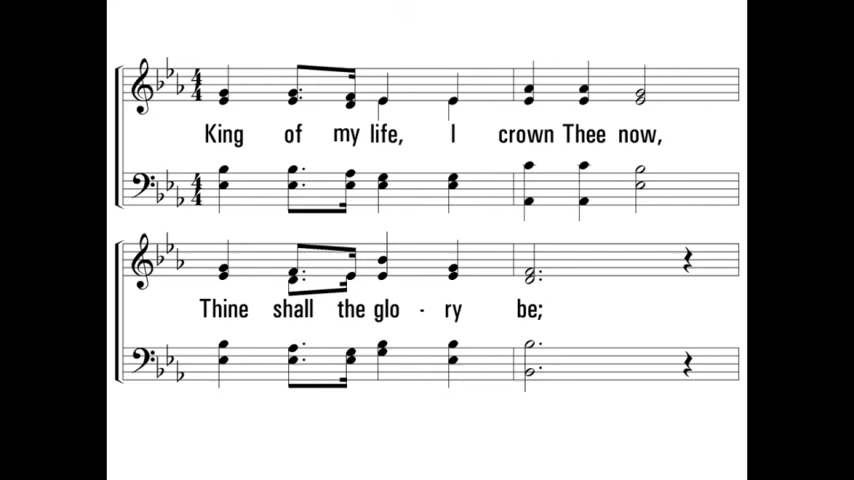 King of my life, I crown Thee now,
Thine shall the glo - ry be;